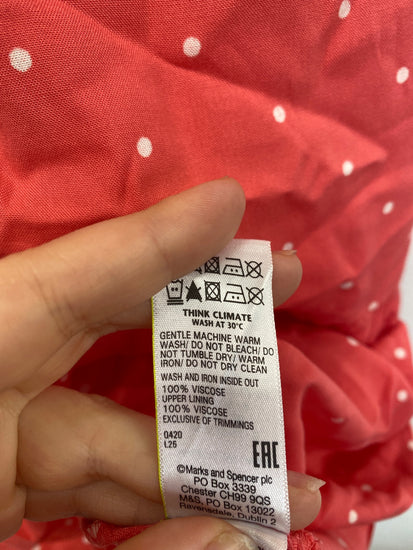 THINK CLIMATE
WASH AT 30°C
GENTLE MACHINE WARM
WASH/ DO NOT BLEACH/ DO
NOT TUMBLE DRY/ WARM
IRON/ DO NOT DRY CLEAN
WASH AND IRON INSIDE OUT
100% VISCOSE
UPPER LINING
100% VISCOSE
EXCLUSIVE OF TRIMMINGS
Q420
L25
EAC
©Marks and Spencer plc
PO Box 3339
Chester CH99 9QS
M&S, PO Box 13022
Ravensdale, Dublin 2